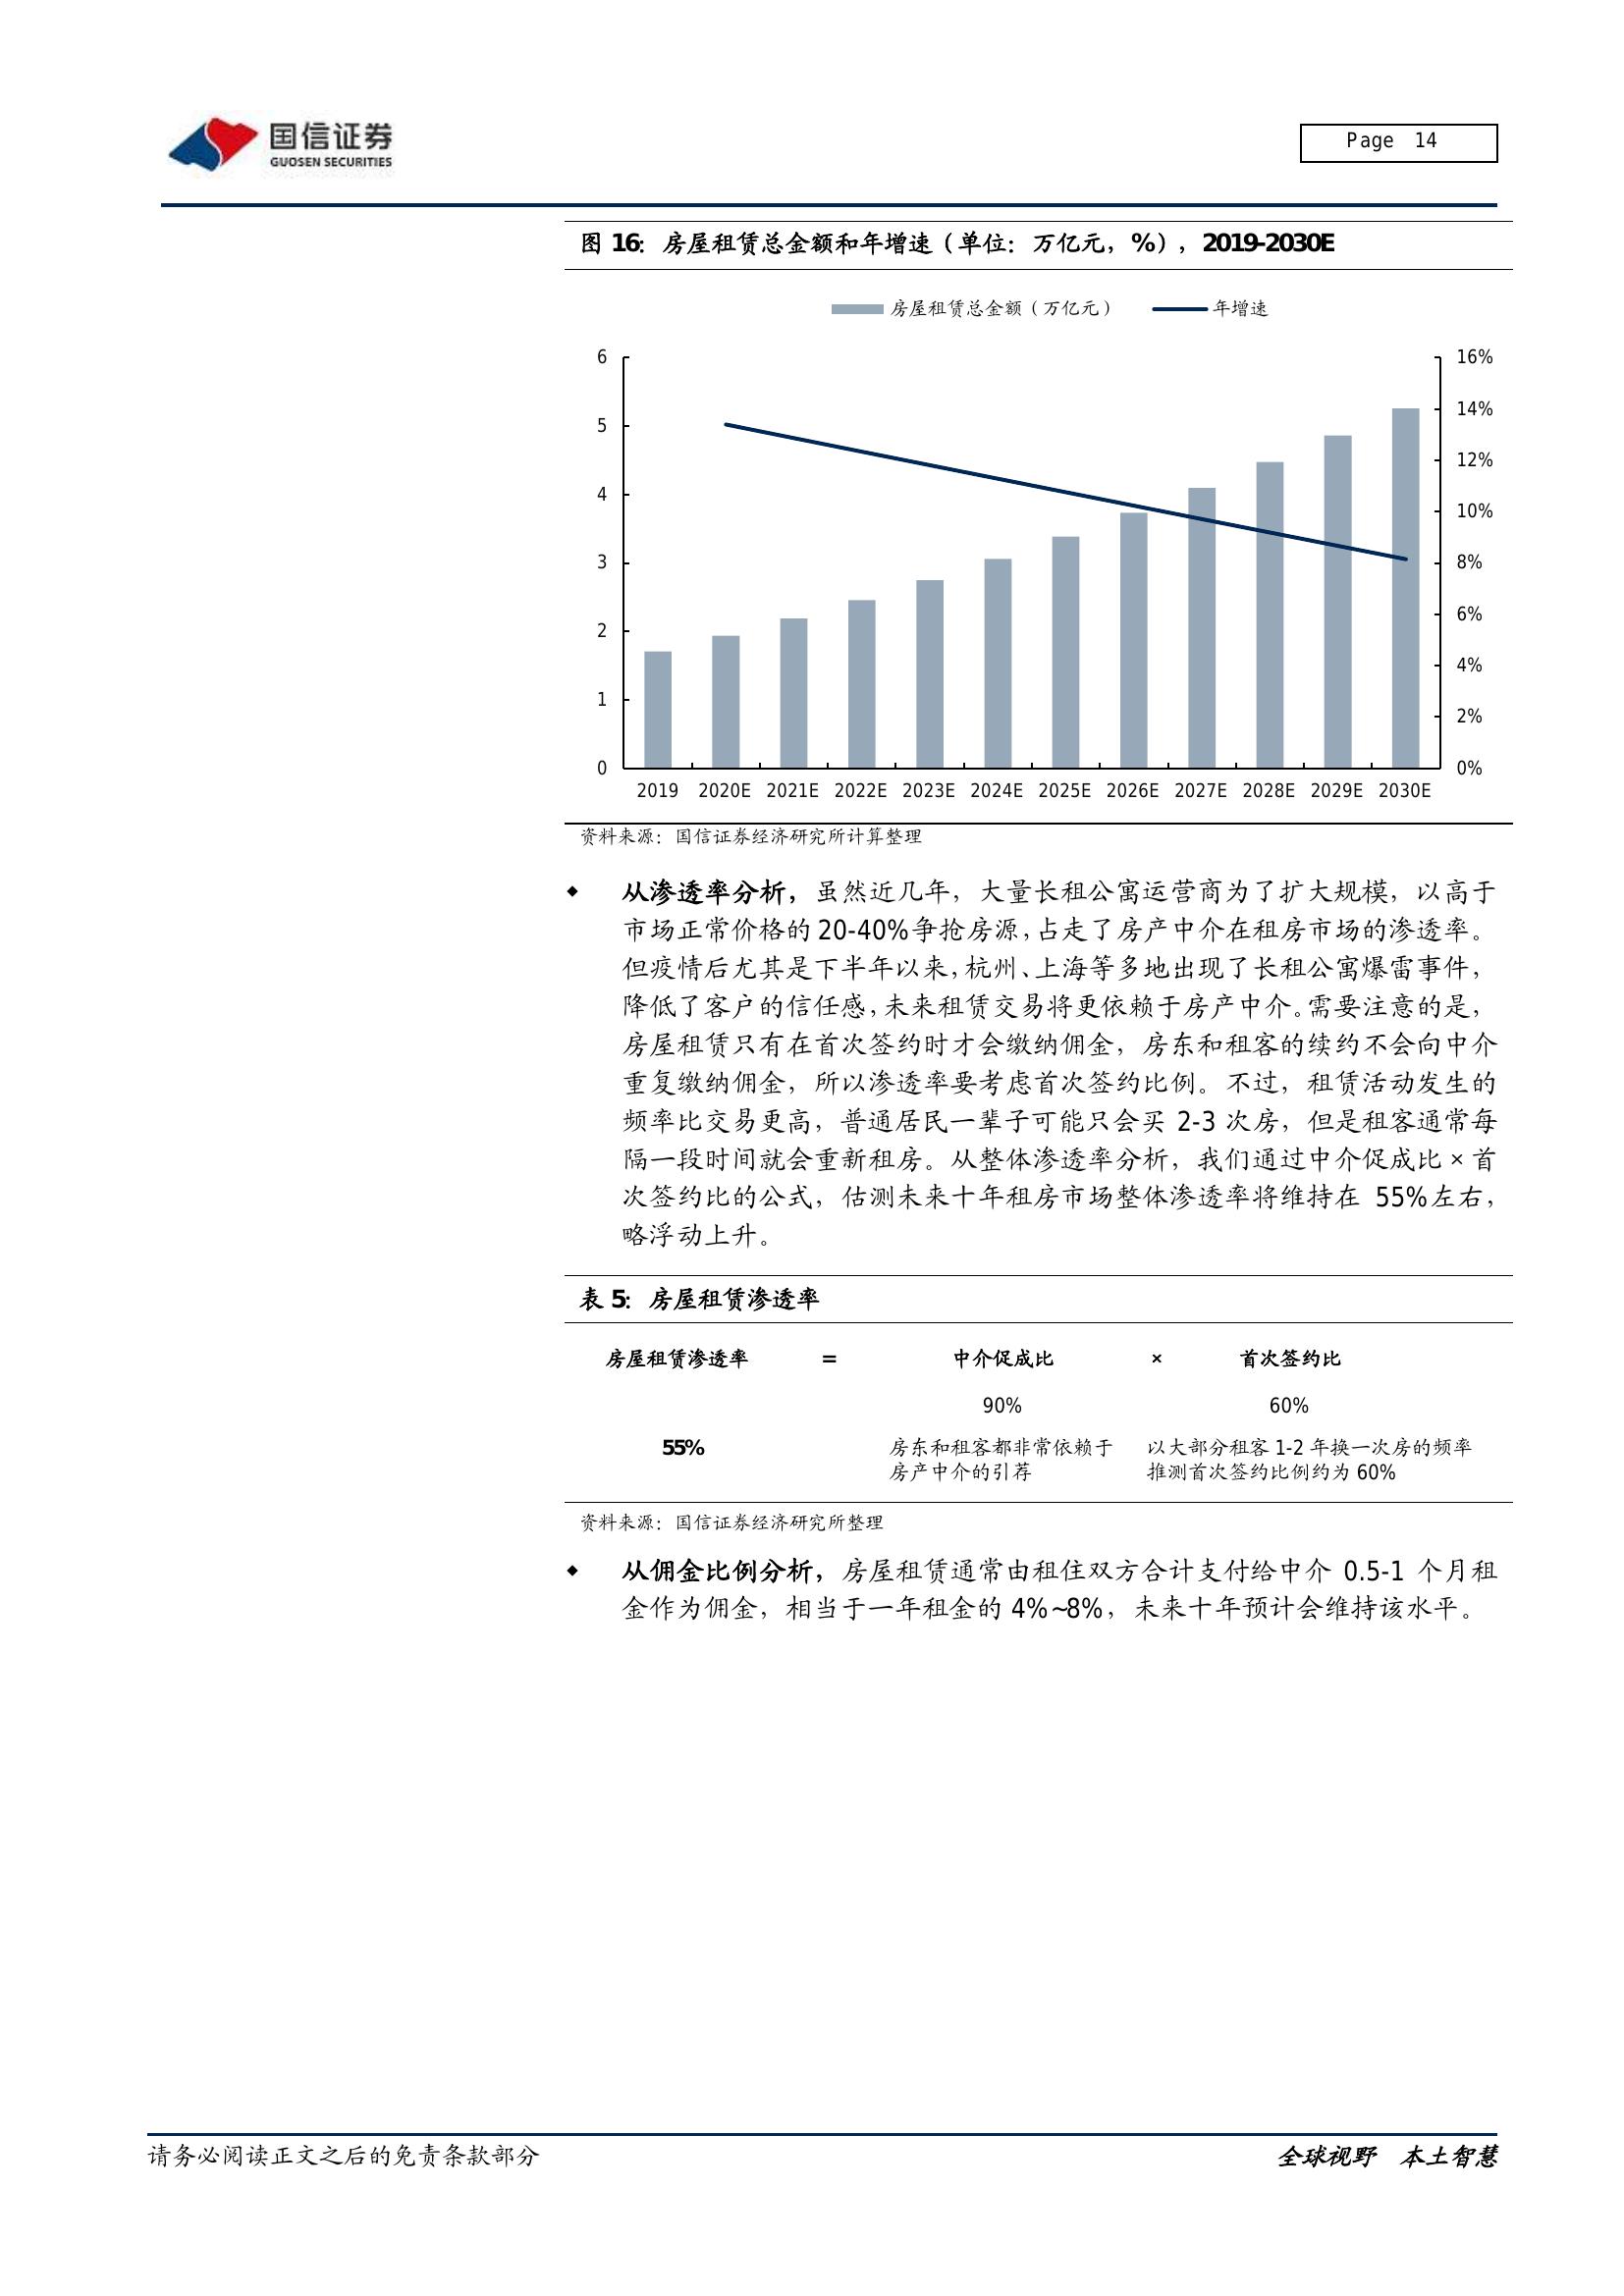 国信证券
GUOSEN SECURITIES
Page 14
图 16：房屋租赁总金额和年增速（单位：万亿元，%），2019-2030E
房屋租赁总金额（万亿元） 年增速
6 16%
14%
5
12%
4
10%
3 8%
6%
2
4%
1
2%
0 0%
2019 2020E 2021E 2022E 2023E 2024E 2025E 2026E 2027E 2028E 2029E 2030E
资料来源：国信证券经济研究所计算整理
◆ 从渗透率分析，虽然近几年，大量长租公寓运营商为了扩大规模，以高于
市场正常价格的 20-40%争抢房源，占走了房产中介在租房市场的渗透率。
但疫情后尤其是下半年以来，杭州、上海等多地出现了长租公寓爆雷事件，
降低了客户的信任感，未来租赁交易将更依赖于房产中介。需要注意的是，
房屋租赁只有在首次签约时才会缴纳佣金，房东和租客的续约不会向中介
重复缴纳佣金，所以渗透率要考虑首次签约比例。不过，租赁活动发生的
频率比交易更高，普通居民一辈子可能只会买 2-3 次房，但是租客通常每
隔一段时间就会重新租房。从整体渗透率分析，我们通过中介促成比×首
次签约比的公式，估测未来十年租房市场整体渗透率将维持在 55%左右，
略浮动上升。
表 5：房屋租赁渗透率
房屋租赁渗透率 = 中介促成比 × 首次签约比
90% 60%
55% 房东和租客都非常依赖于 以大部分租客 1-2 年换一次房的频率
房产中介的引荐 推测首次签约比例约为 60%
资料来源：国信证券经济研究所整理
◆ 从佣金比例分析，房屋租赁通常由租住双方合计支付给中介 0.5-1 个月租
金作为佣金，相当于一年租金的 4%~8%，未来十年预计会维持该水平。
请务必阅读正文之后的免责条款部分 全球视野 本土智慧